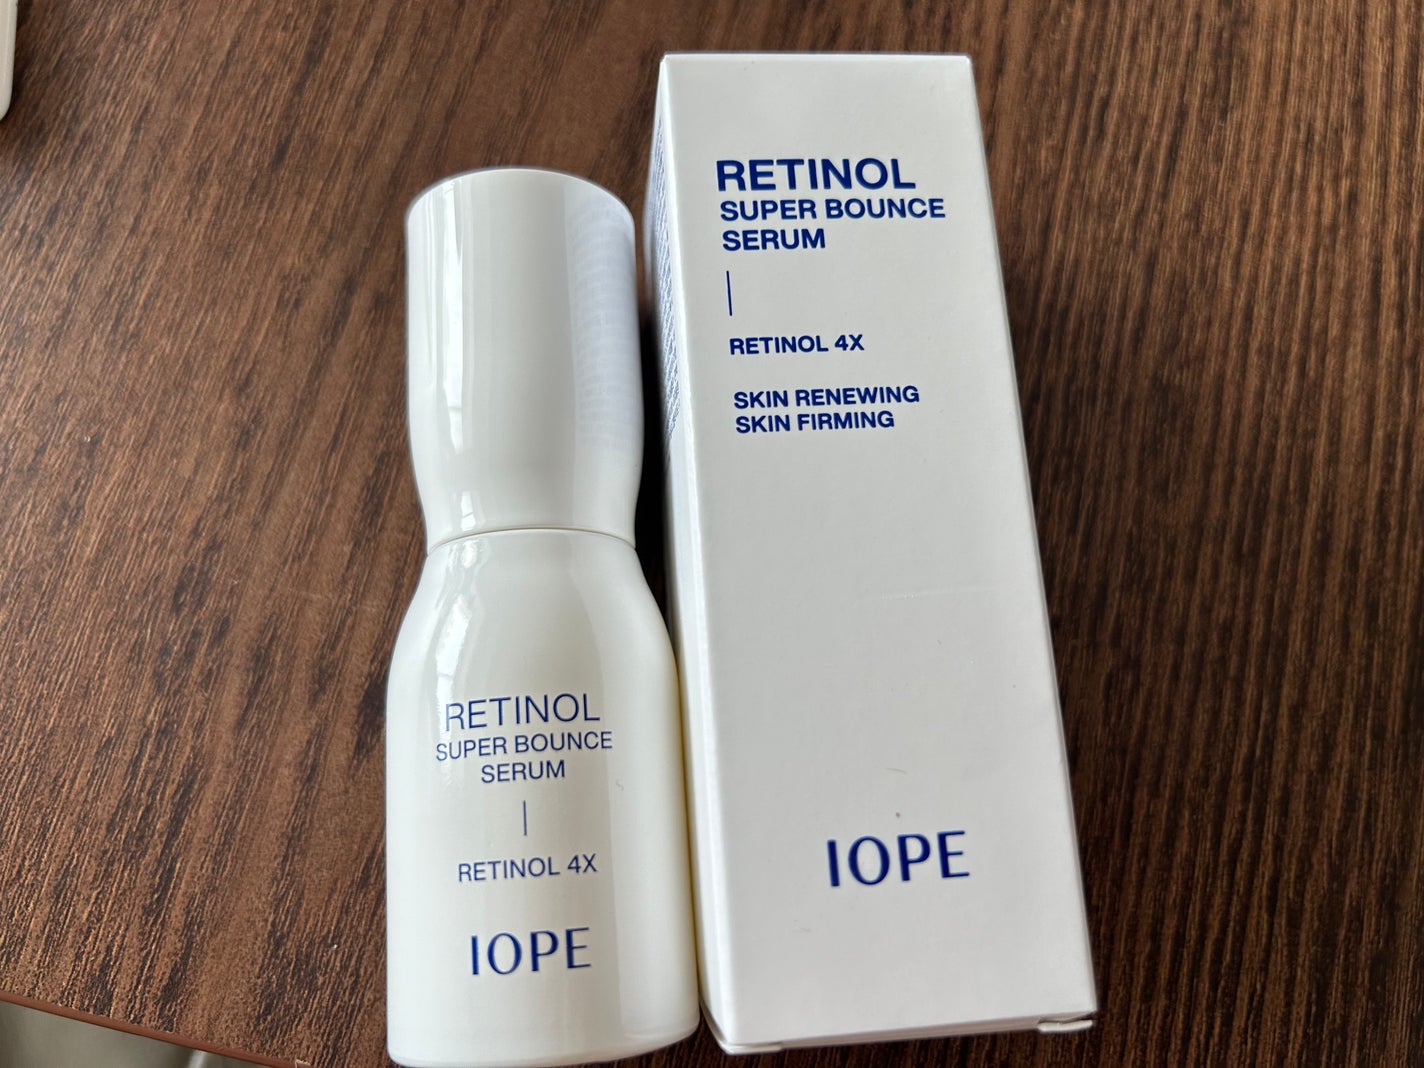 RETINOL
SUPER BOUNCE
SERUM
RETINOL 4X
IOPE
RETINOL
SUPER BOUNCE
SERUM
RETINOL 4X
SKIN RENEWING
SKIN FIRMING
IOPE